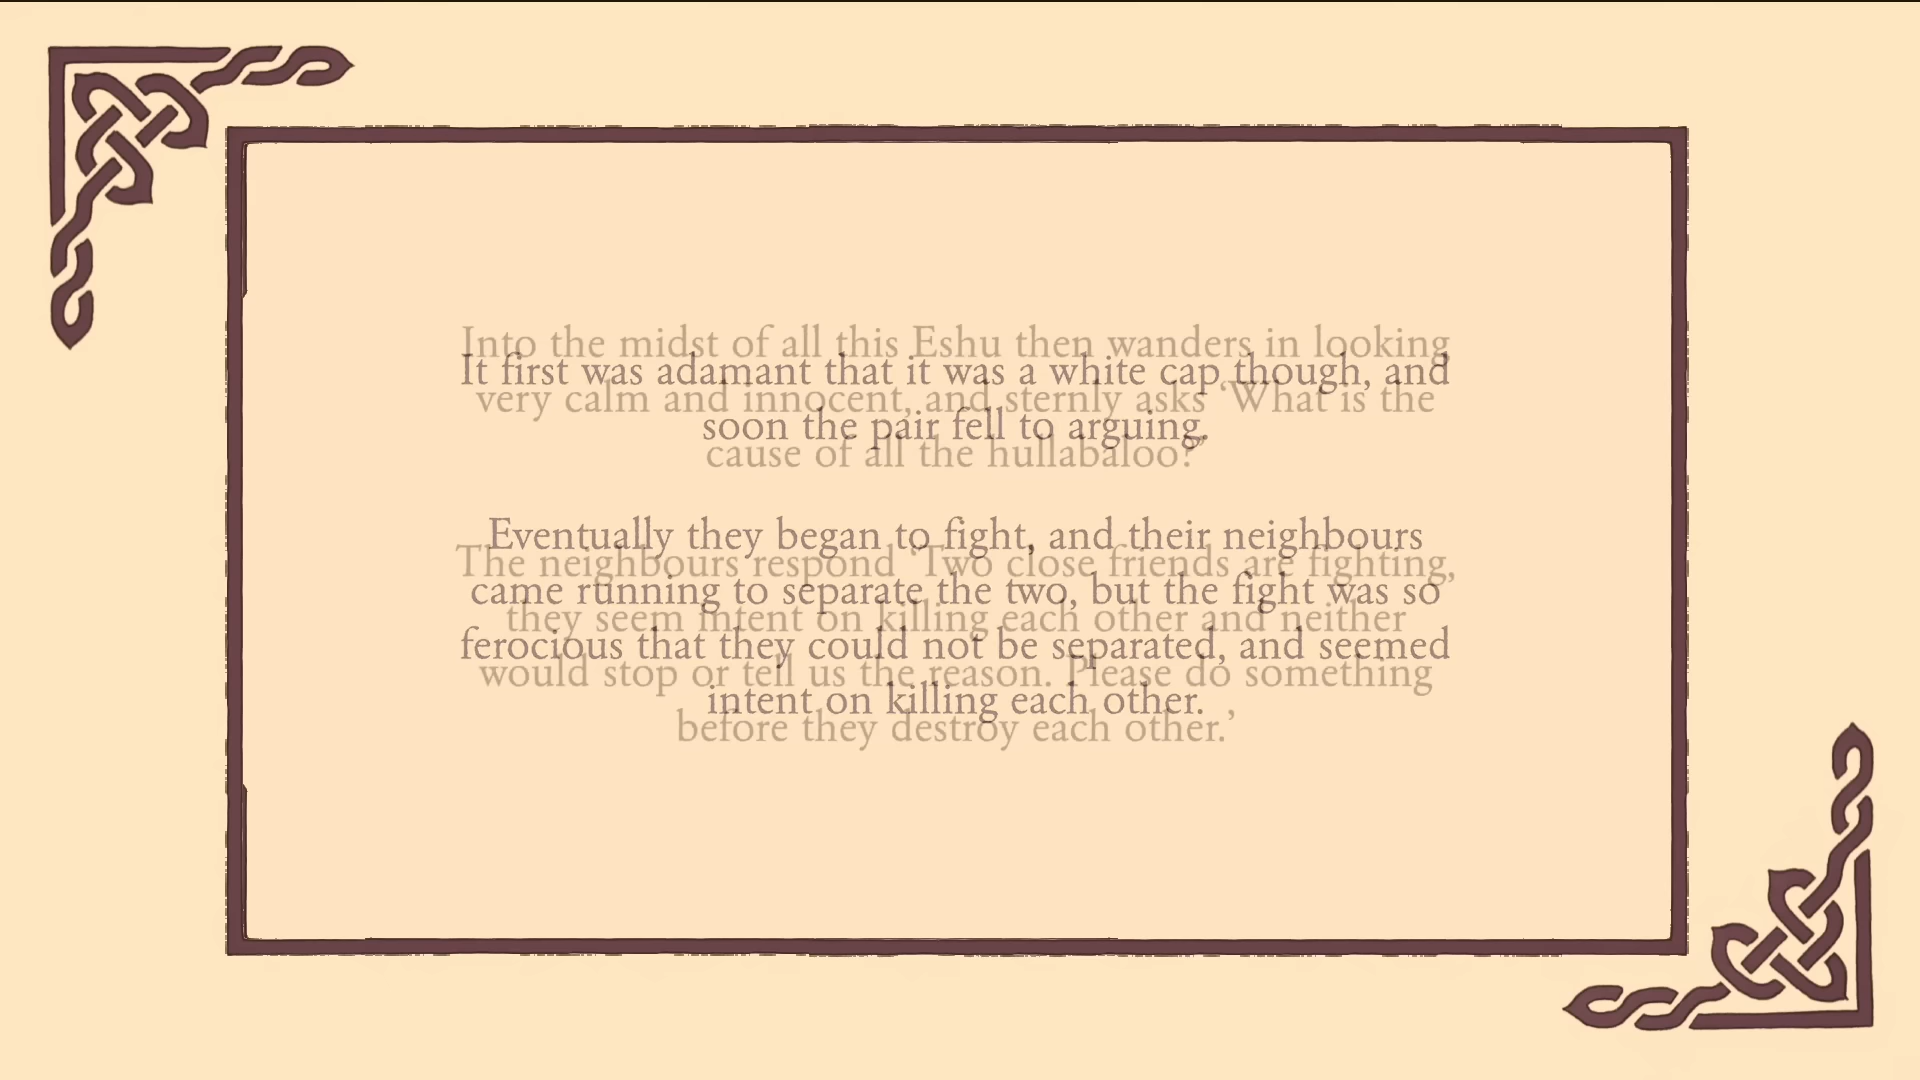 It first was adamant that it was a white cap though, and
soon the pair fell to arguing.
Eventually they began to fight, and their neighbours
came running to separate the two, but the fight was so
ferocious that they could not be separated, and seemed
intent on killing each other.
Into the midst of all this Eshu then wanders in looking
very calm and innocent, and sternly asks ‘What is the
cause of all the hullabaloo?’
The neighbours respond ‘Two close friends are fighting,
they seem intent on killing each other and neither
would stop or tell us the reason. Please do something
before they destroy each other.’